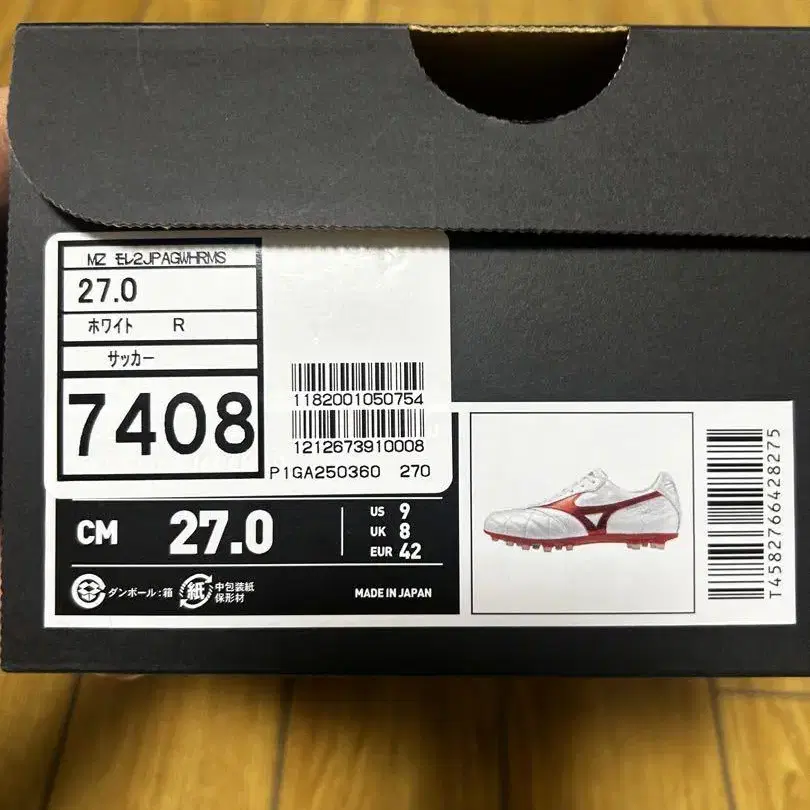 MZ モレ2JPAGWHRMS
27.0
ホワイト R
サッカー
7408
1182001050754
1212673910008
P1GA250360 270
CM 27.0
US 9
UK 8
EUR 42
ダンボール:箱
紙
中包装紙
保形材
MADE IN JAPAN
T4582766428275